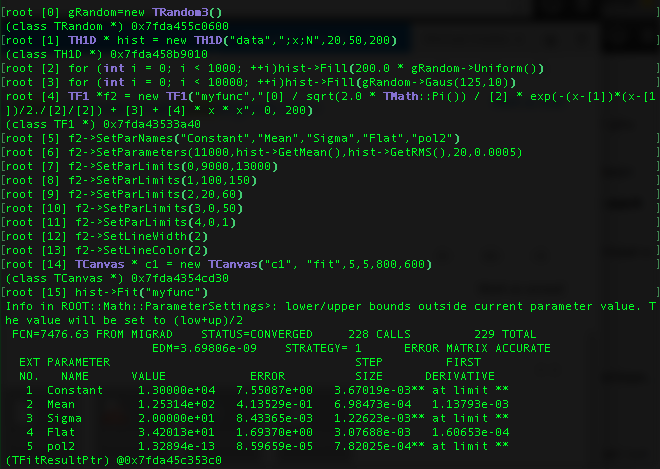 [root [0] gRandom=new TRandom3() ]
(class TRandom *) 0x7fda455c0600
[root [1] TH1D * hist = new TH1D("data",";x;N",20,50,200) ]
(class TH1D *) 0x7fda458b9010
[root [2] for (int i = 0; i < 1000; ++i)hist->Fill(200.0 * gRandom->Uniform()) ]
[root [3] for (int i = 0; i < 10000; ++i)hist->Fill(gRandom->Gaus(125,10)) ]
root [4] TF1 *f2 = new TF1("myfunc","[0] / sqrt(2.0 * TMath::Pi()) / [2] * exp(-(x-[1])*(x-[
1])/2./[2]/[2]) + [3] + [4] * x * x", 0, 200)
(class TF1 *) 0x7fda43533a40
[root [5] f2->SetParNames("Constant","Mean","Sigma","Flat","pol2") ]
[root [6] f2->SetParameters(11000,hist->GetMean(),hist->GetRMS(),20,0.0005) ]
[root [7] f2->SetParLimits(0,9000,13000) ]
[root [8] f2->SetParLimits(1,100,150) ]
[root [9] f2->SetParLimits(2,20,60) ]
[root [10] f2->SetParLimits(3,0,50) ]
[root [11] f2->SetParLimits(4,0,1) ]
[root [12] f2->SetLineWidth(2) ]
[root [13] f2->SetLineColor(2) ]
[root [14] TCanvas * c1 = new TCanvas("c1", "fit",5,5,800,600) ]
(class TCanvas *) 0x7fda4354cd30
[root [15] hist->Fit("myfunc") ]
Info in ROOT::Math::ParameterSettings>: lower/upper bounds outside current parameter value. T
he value will be set to (low+up)/2
FCN=7476.63 FROM MIGRAD STATUS=CONVERGED 228 CALLS 229 TOTAL
EDM=3.69806e-09 STRATEGY= 1 ERROR MATRIX ACCURATE
EXT PARAMETER STEP FIRST
NO. NAME VALUE ERROR SIZE DERIVATIVE
1 Constant 1.30000e+04 7.55087e+00 3.67019e-03** at limit **
2 Mean 1.25314e+02 4.13529e-01 6.98473e-04 1.13793e-03
3 Sigma 2.00000e+01 8.43365e-03 1.22623e-03** at limit **
4 Flat 3.42013e+01 1.69370e+00 3.07688e-03 1.60653e-04
5 pol2 1.32894e-13 8.59659e-05 7.82025e-04** at limit **
(TFitResultPtr) @0x7fda45c353c0